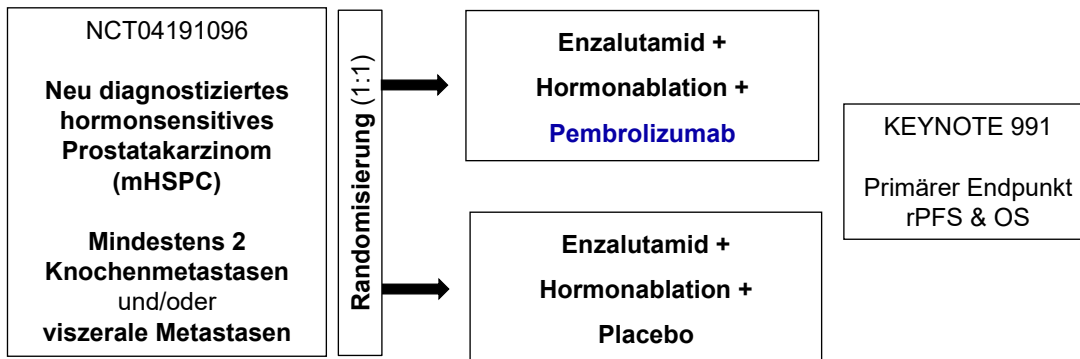 NCT04191096
Neu diagnostiziertes
hormonsensitives
Prostatakarzinom
(mHSPC)
Mindestens 2
Knochenmetastasen
und/oder
viszerale Metastasen
Randomisierung (1:1)
Enzalutamid +
Hormonablation +
Pembrolizumab
Enzalutamid +
Hormonablation +
Placebo
KEYNOTE 991
Primärer Endpunkt
rPFS & OS